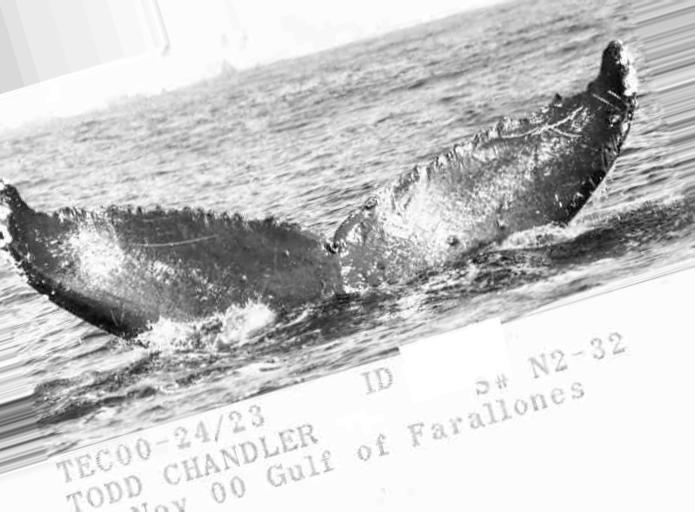 TEC00-24/23 ID S# N2-32
TODD CHANDLER
Nov 00 Gulf of Farallones